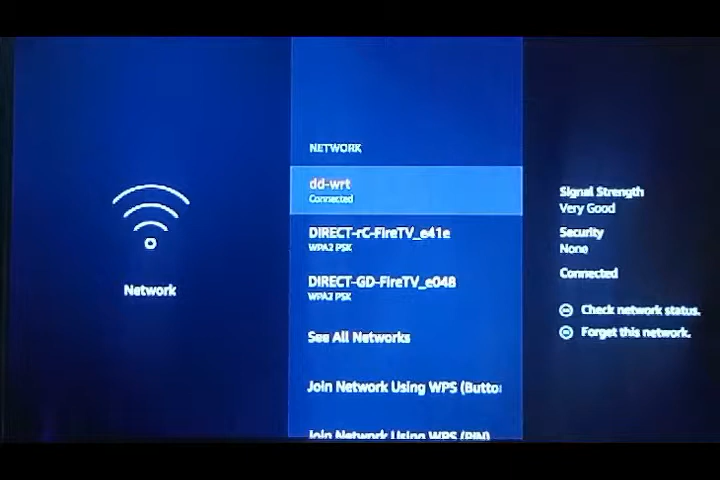 Network
NETWORK
dd-wrt
Connected
DIRECT-rC-FireTV_e41e
WPA2 PSK
DIRECT-GD-FireTV_e048
WPA2 PSK
See All Networks
Join Network Using WPS (Button
Join Network Using WPS (PIN)
Signal Strength
Very Good
Security
None
Connected
Check network status.
Forget this network.